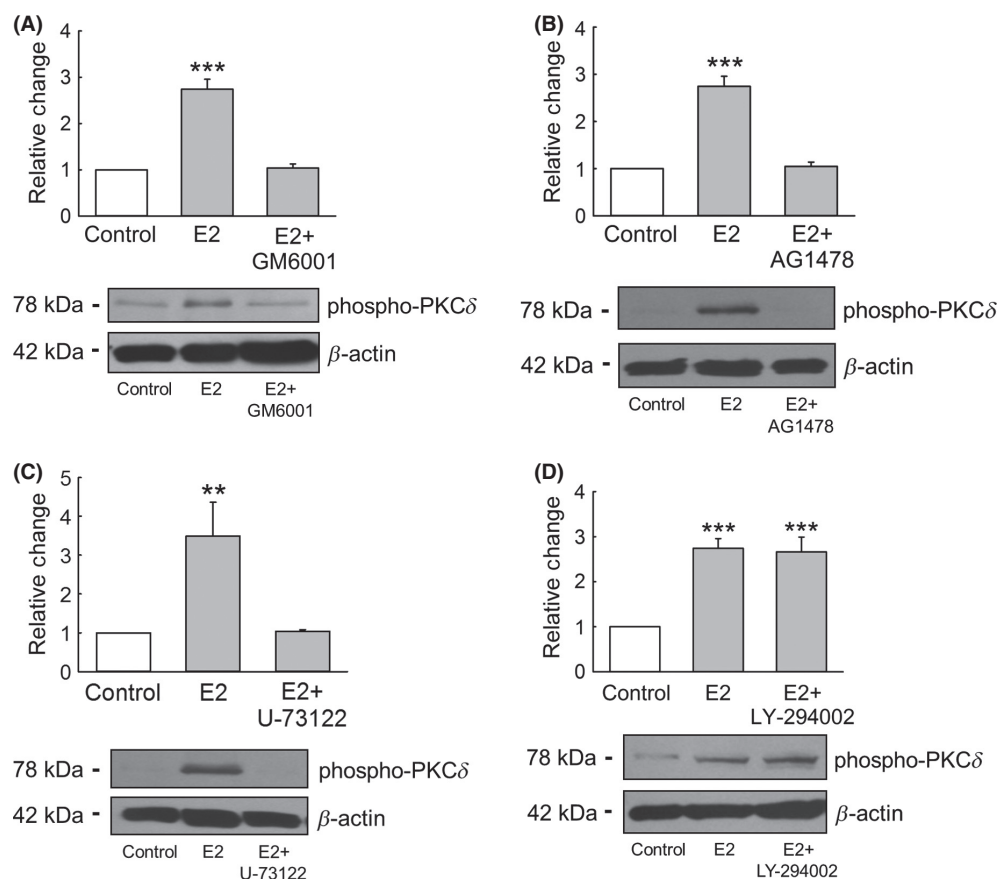 (A)
Relative change
4
3
2
1
0
***
Control E2 E2+
GM6001
78 kDa - phospho-PKCδ
42 kDa - β-actin
Control E2 E2+
GM6001
(B)
Relative change
4
3
2
1
0
***
Control E2 E2+
AG1478
78 kDa - phospho-PKCδ
42 kDa - β-actin
Control E2 E2+
AG1478
(C)
Relative change
5
4
3
2
1
0
**
Control E2 E2+
U-73122
78 kDa - phospho-PKCδ
42 kDa - β-actin
Control E2 E2+
U-73122
(D)
Relative change
4
3
2
1
0
*** ***
Control E2 E2+
LY-294002
78 kDa - phospho-PKCδ
42 kDa - β-actin
Control E2 E2+
LY-294002